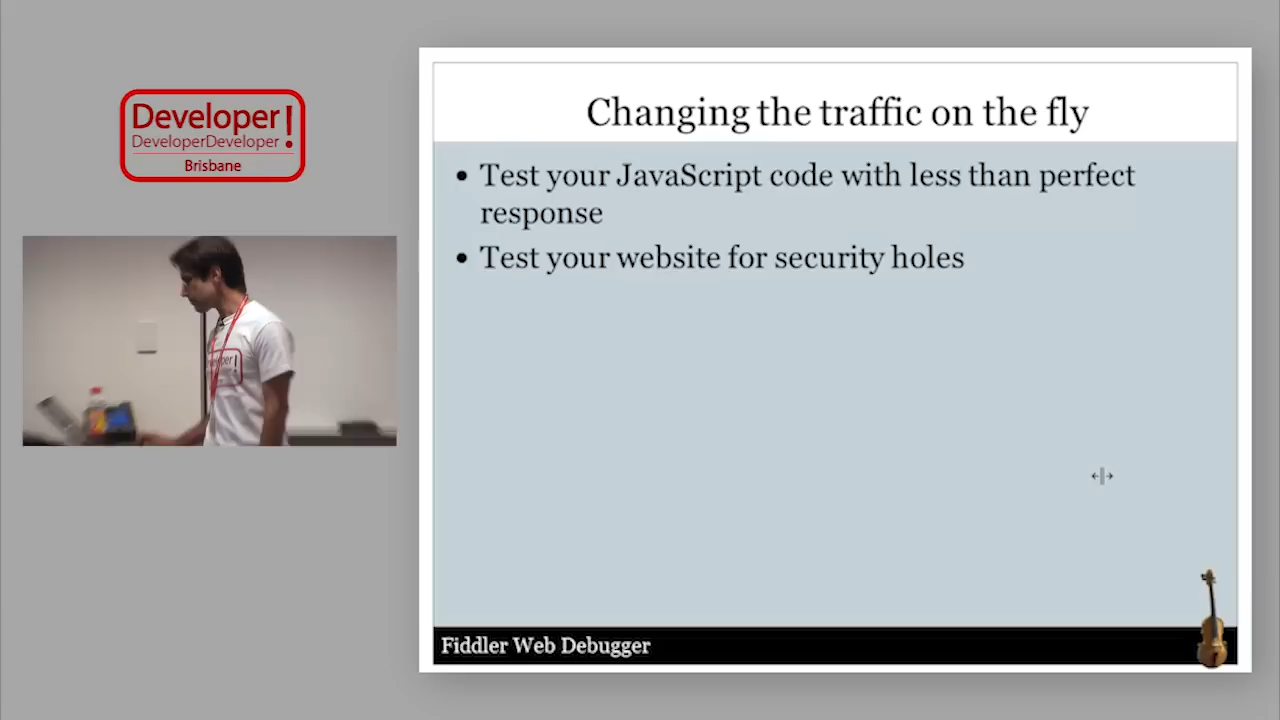 Developer!
DeveloperDeveloper
Brisbane
Changing the traffic on the fly
• Test your JavaScript code with less than perfect
response
• Test your website for security holes
Fiddler Web Debugger